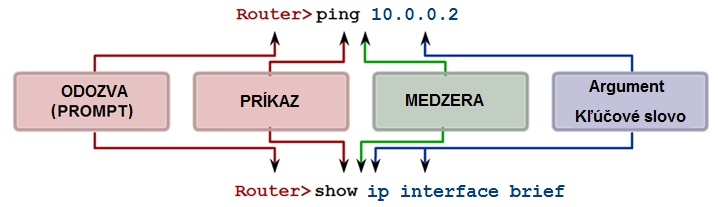 Router>ping 10.0.0.2
ODOZVA
(PROMPT)
PRÍKAZ
MEDZERA
Argument
Kľúčové slovo
Router>show ip interface brief